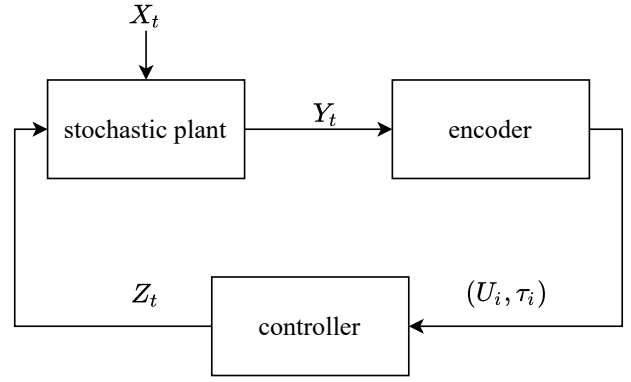 X_t
stochastic plant
Y_t
encoder
Z_t
(U_i, τ_i)
controller